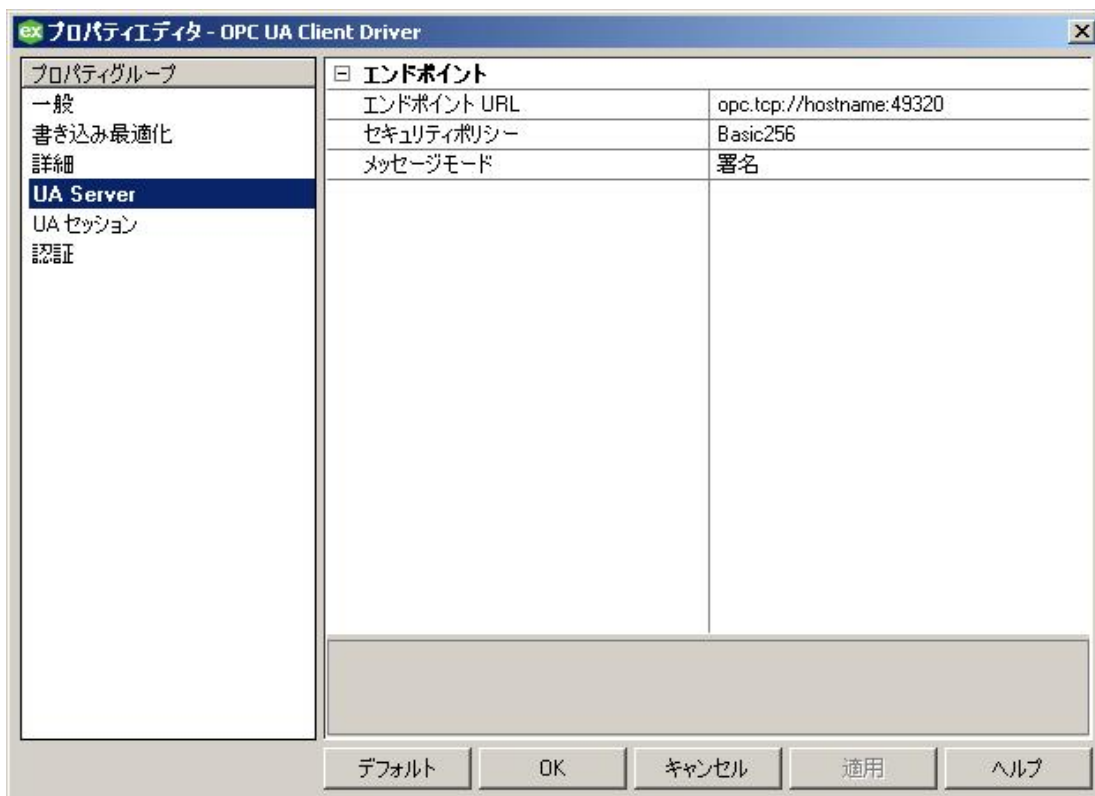 ex プロパティエディタ - OPC UA Client Driver
プロパティグループ
一般
書き込み最適化
詳細
UA Server
UA セッション
認証
エンドポイント
エンドポイント URL opc.tcp://hostname:49320
セキュリティポリシー Basic256
メッセージモード 署名
デフォルト OK キャンセル 適用 ヘルプ